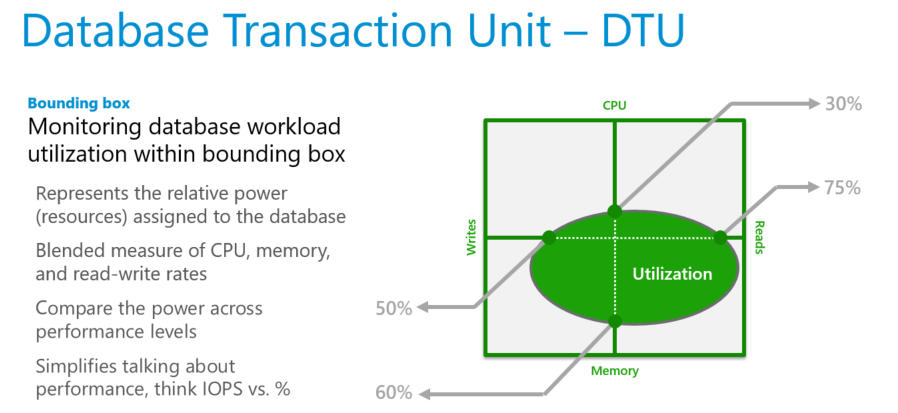 Database Transaction Unit – DTU
Bounding box
Monitoring database workload
utilization within bounding box
Represents the relative power
(resources) assigned to the database
Blended measure of CPU, memory,
and read-write rates
Compare the power across
performance levels
Simplifies talking about
performance, think IOPS vs. %
CPU
30%
75%
Writes
Reads
Utilization
50%
Memory
60%